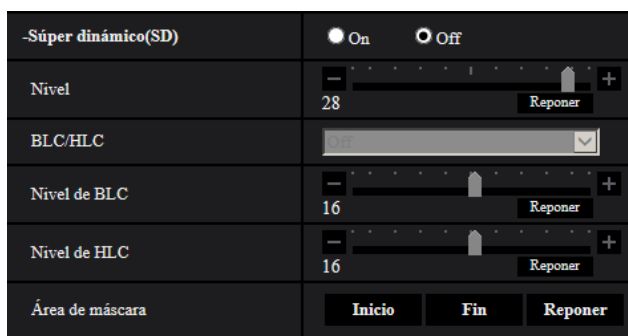 -Súper dinámico(SD) On Off
Nivel
28 Reponer
BLC/HLC Off
Nivel de BLC
16 Reponer
Nivel de HLC
16 Reponer
Área de máscara Inicio Fin Reponer